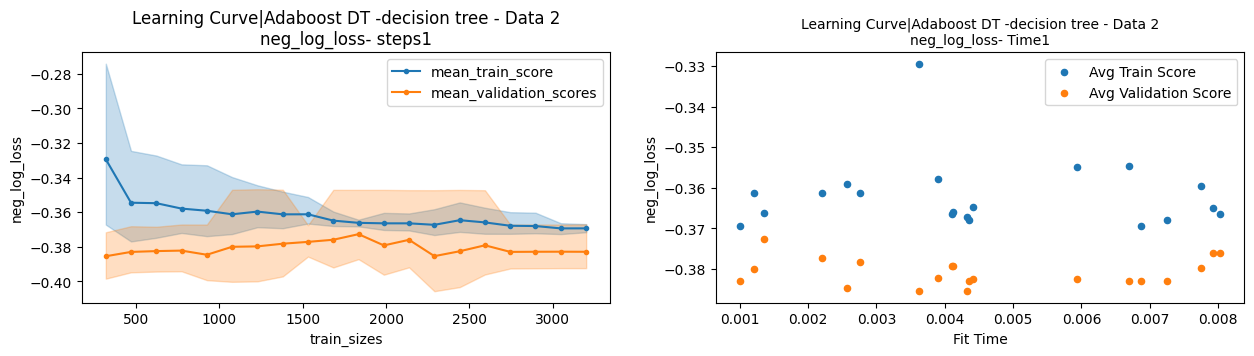 Learning Curve|Adaboost DT -decision tree - Data 2
neg_log_loss- steps1
neg_log_loss
−0.28
−0.30
−0.32
−0.34
−0.36
−0.38
−0.40
mean_train_score
mean_validation_scores
500
1000
1500
2000
2500
3000
train_sizes
Learning Curve|Adaboost DT -decision tree - Data 2
neg_log_loss- Time1
neg_log_loss
−0.33
−0.34
−0.35
−0.36
−0.37
−0.38
Avg Train Score
Avg Validation Score
0.001
0.002
0.003
0.004
0.005
0.006
0.007
0.008
Fit Time